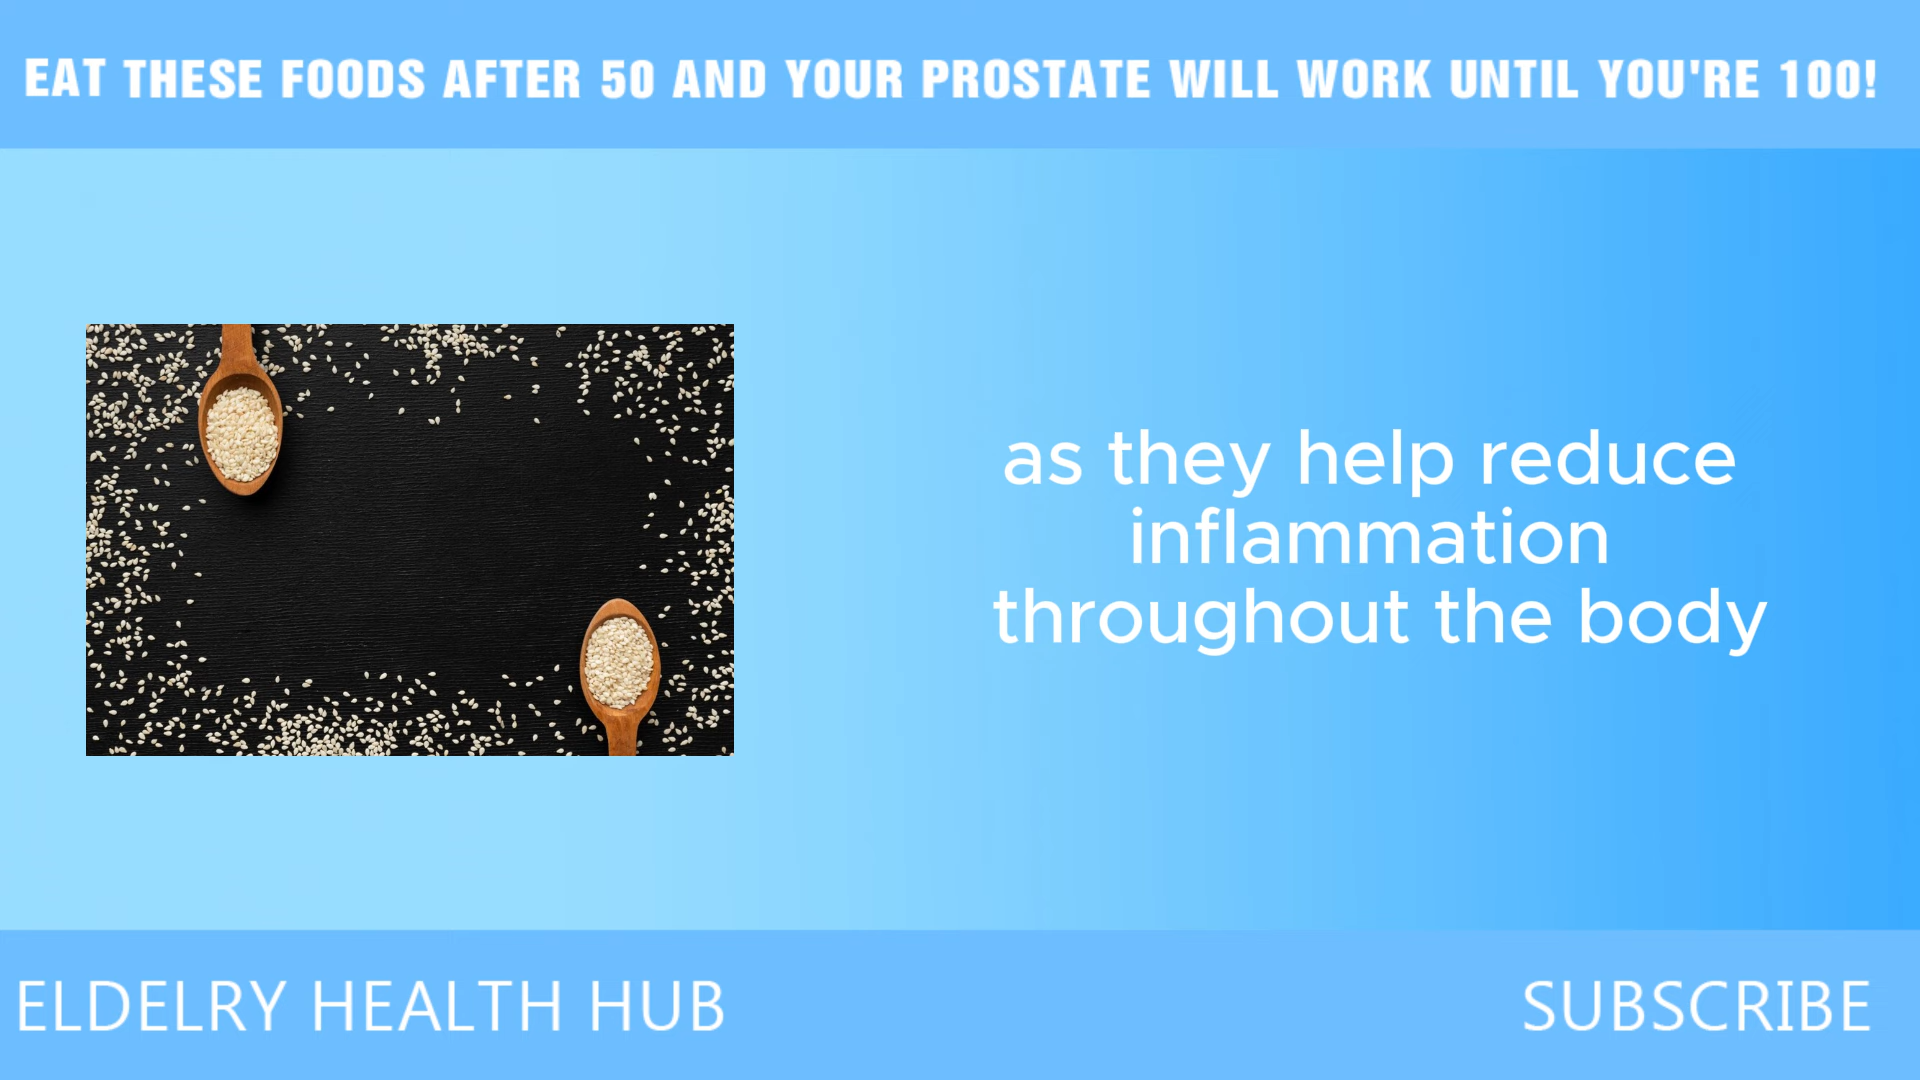 EAT THESE FOODS AFTER 50 AND YOUR PROSTATE WILL WORK UNTIL YOU'RE 100!
as they help reduce
inflammation
throughout the body
ELDELRY HEALTH HUB
SUBSCRIBE